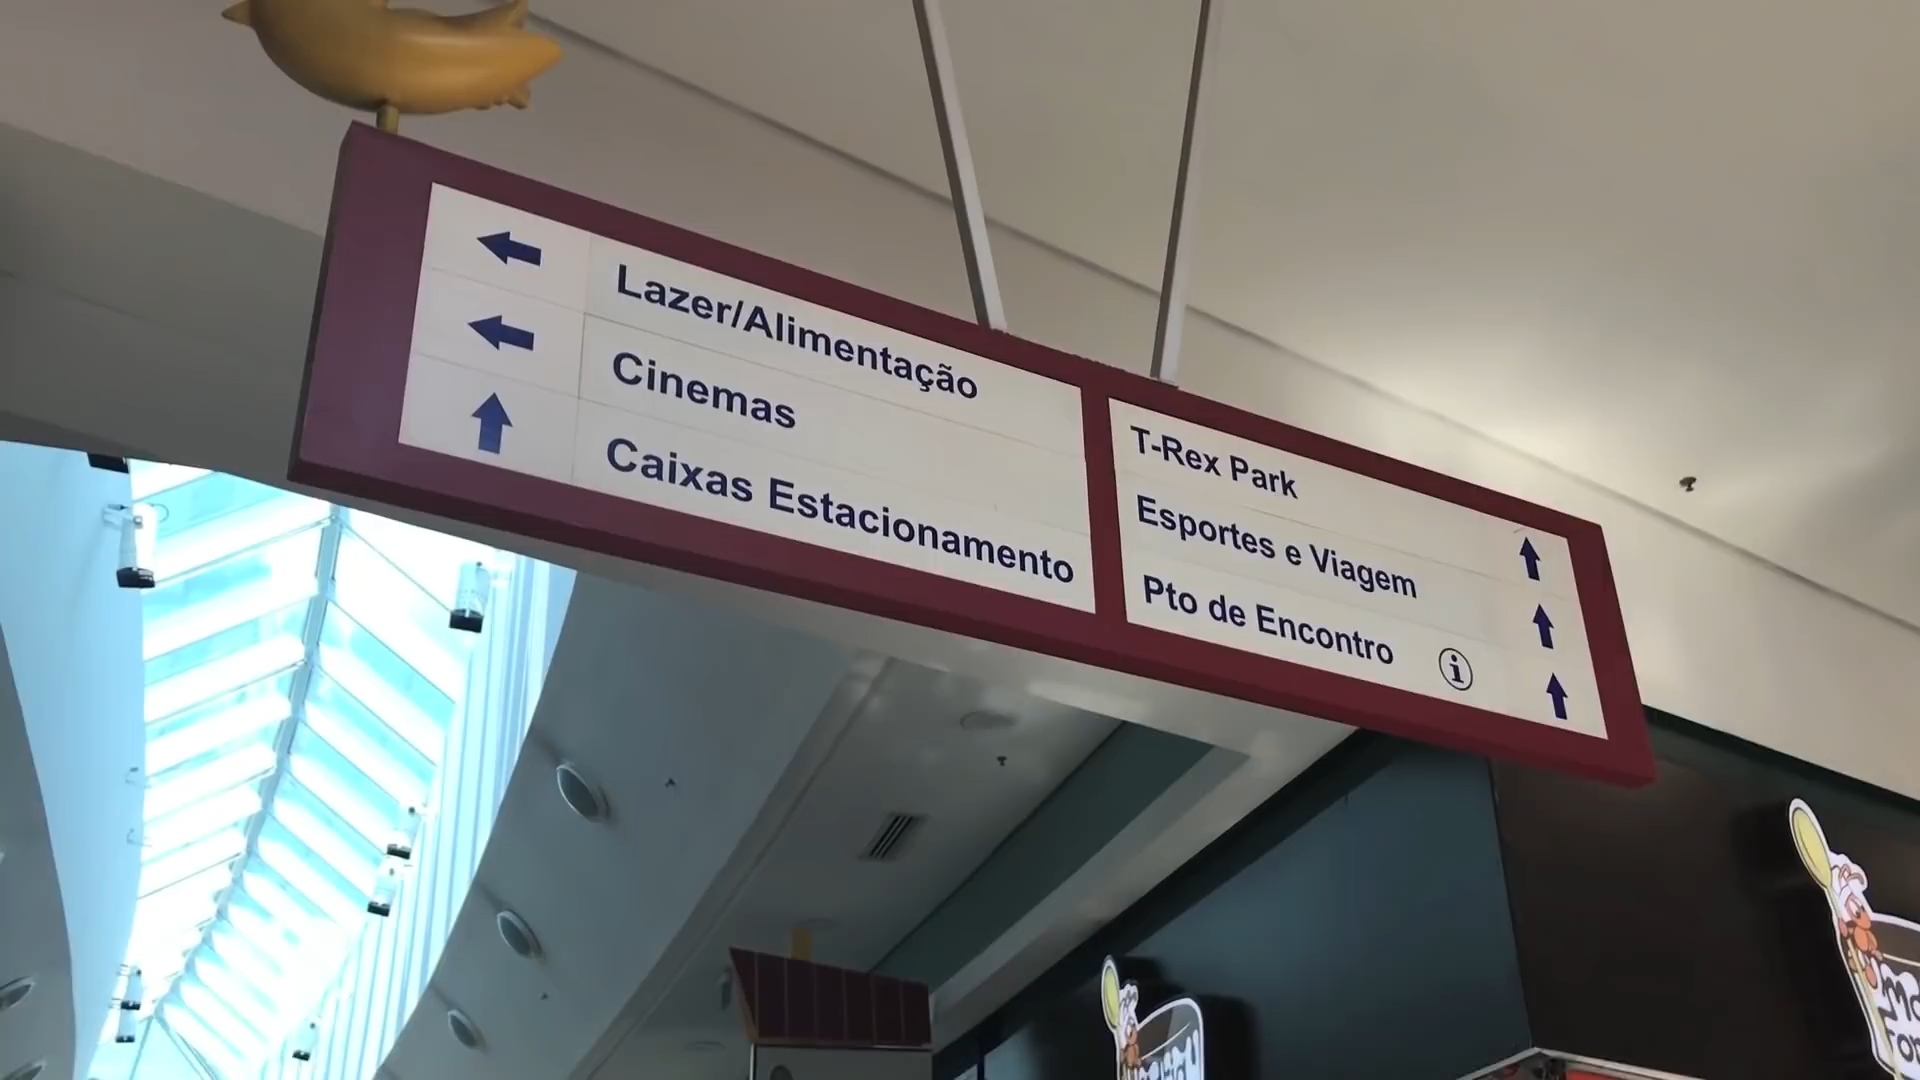 Lazer/Alimentação
Cinemas
Caixas Estacionamento
T-Rex Park
Esportes e Viagem
Pto de Encontro